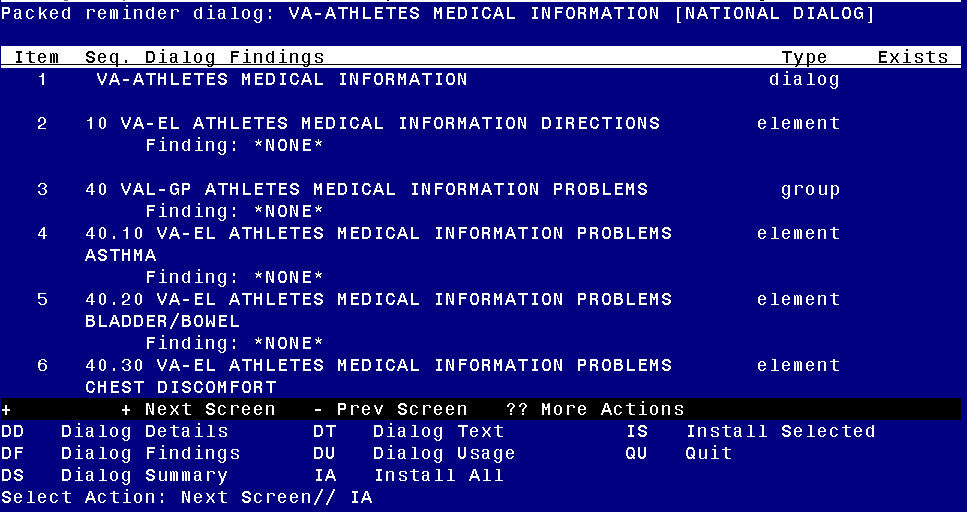 Packed reminder dialog: VA-ATHLETES MEDICAL INFORMATION [NATIONAL DIALOG]
Item Seq. Dialog Findings Type Exists
1 VA-ATHLETES MEDICAL INFORMATION dialog
2 10 VA-EL ATHLETES MEDICAL INFORMATION DIRECTIONS element
Finding: *NONE*
3 40 VAL-GP ATHLETES MEDICAL INFORMATION PROBLEMS group
Finding: *NONE*
4 40.10 VA-EL ATHLETES MEDICAL INFORMATION PROBLEMS element
ASTHMA
Finding: *NONE*
5 40.20 VA-EL ATHLETES MEDICAL INFORMATION PROBLEMS element
BLADDER/BOWEL
Finding: *NONE*
6 40.30 VA-EL ATHLETES MEDICAL INFORMATION PROBLEMS element
CHEST DISCOMFORT
+ + Next Screen - Prev Screen ?? More Actions
DD Dialog Details DT Dialog Text IS Install Selected
DF Dialog Findings DU Dialog Usage QU Quit
DS Dialog Summary IA Install All
Select Action: Next Screen// IA